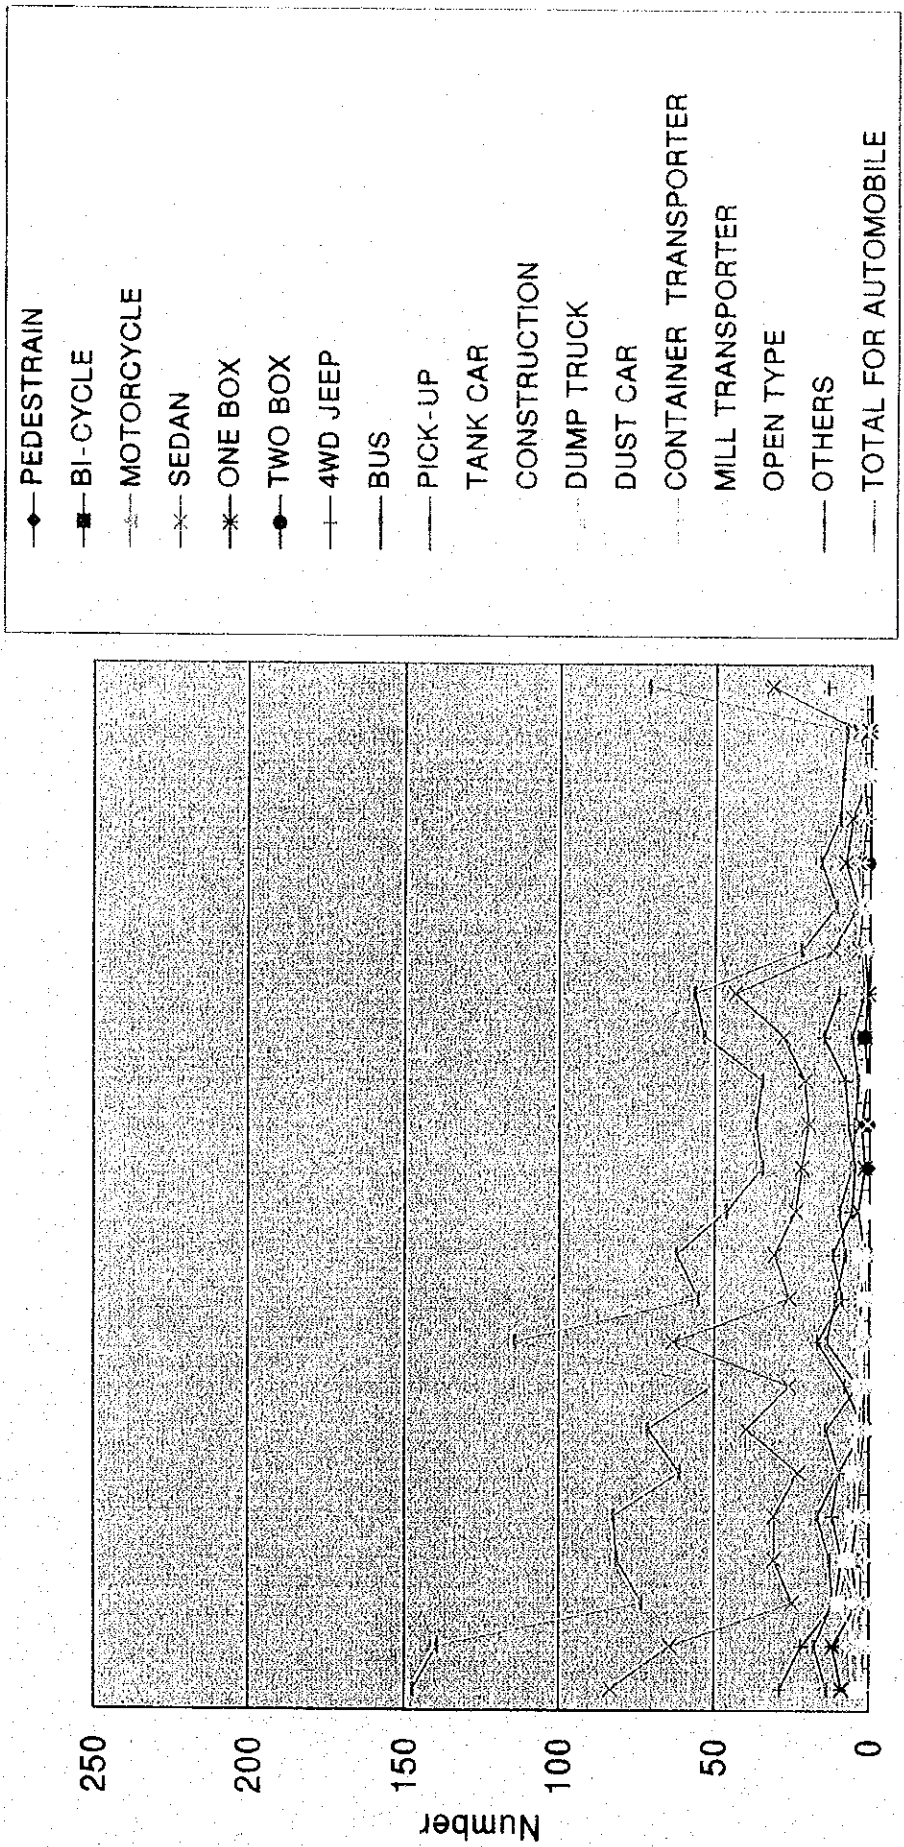 Number
250
200
150
100
50
0
PEDESTRAIN
BI-CYCLE
MOTORCYCLE
SEDAN
ONE BOX
TWO BOX
4WD JEEP
BUS
PICK-UP
TANK CAR
CONSTRUCTION
DUMP TRUCK
DUST CAR
CONTAINER TRANSPORTER
MILL TRANSPORTER
OPEN TYPE
OTHERS
TOTAL FOR AUTOMOBILE